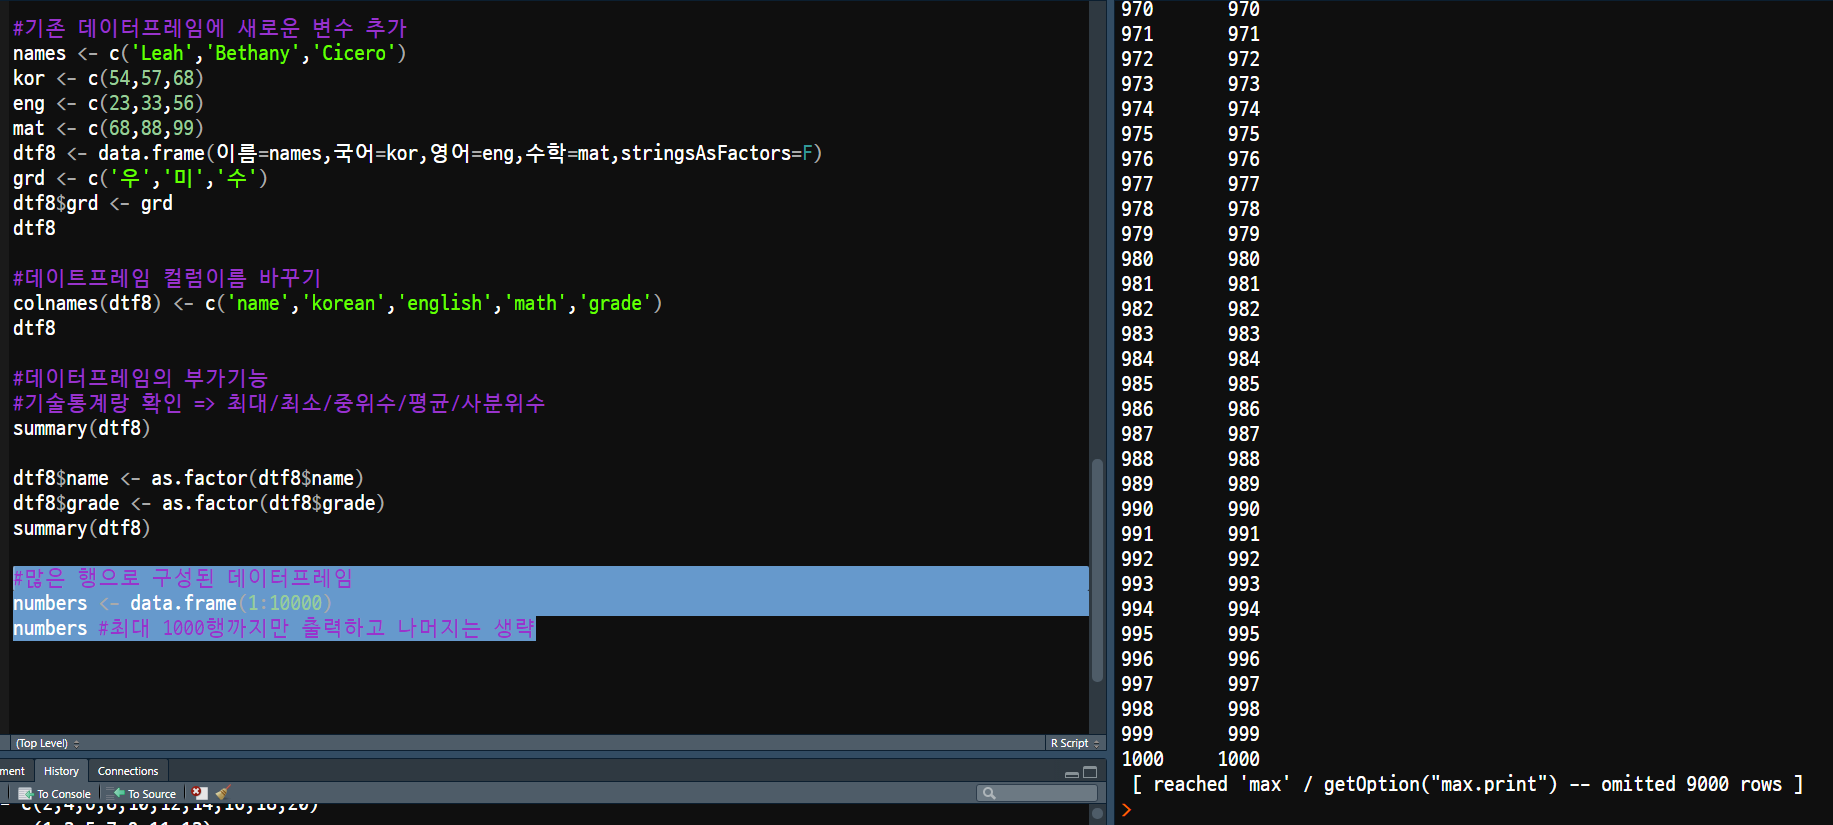 #기존 데이터프레임에 새로운 변수 추가
names <- c('Leah','Bethany','Cicero')
kor <- c(54,57,68)
eng <- c(23,33,56)
mat <- c(68,88,99)
dtf8 <- data.frame(이름=names,국어=kor,영어=eng,수학=mat,stringsAsFactors=F)
grd <- c('우','미','수')
dtf8$grd <- grd
dtf8
#데이트프레임 컬럼이름 바꾸기
colnames(dtf8) <- c('name','korean','english','math','grade')
dtf8
#데이터프레임의 부가기능
#기술통계량 확인 => 최대/최소/중위수/평균/사분위수
summary(dtf8)
dtf8$name <- as.factor(dtf8$name)
dtf8$grade <- as.factor(dtf8$grade)
summary(dtf8)
#많은 행으로 구성된 데이터프레임
numbers <- data.frame(1:10000)
numbers #최대 1000행까지만 출력하고 나머지는 생략
(Top Level)
R Script
ment History Connections
To Console To Source
c(2,4,6,8,10,12,14,16,18,20)
970 970
971 971
972 972
973 973
974 974
975 975
976 976
977 977
978 978
979 979
980 980
981 981
982 982
983 983
984 984
985 985
986 986
987 987
988 988
989 989
990 990
991 991
992 992
993 993
994 994
995 995
996 996
997 997
998 998
999 999
1000 1000
[ reached 'max' / getOption("max.print") -- omitted 9000 rows ]
>